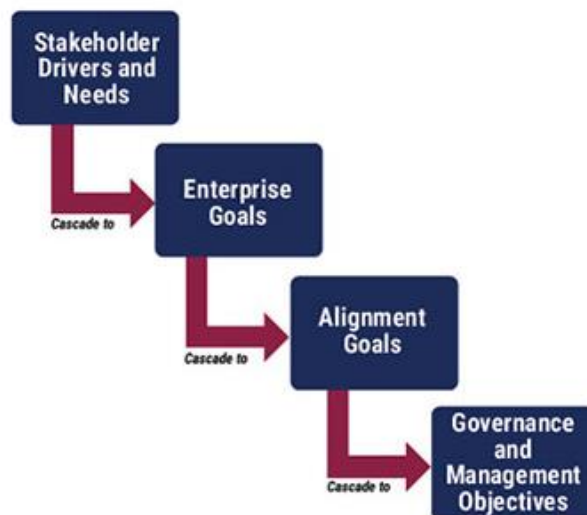 Stakeholder
Drivers and
Needs
Cascade to
Enterprise
Goals
Cascade to
Alignment
Goals
Cascade to
Governance
and
Management
Objectives